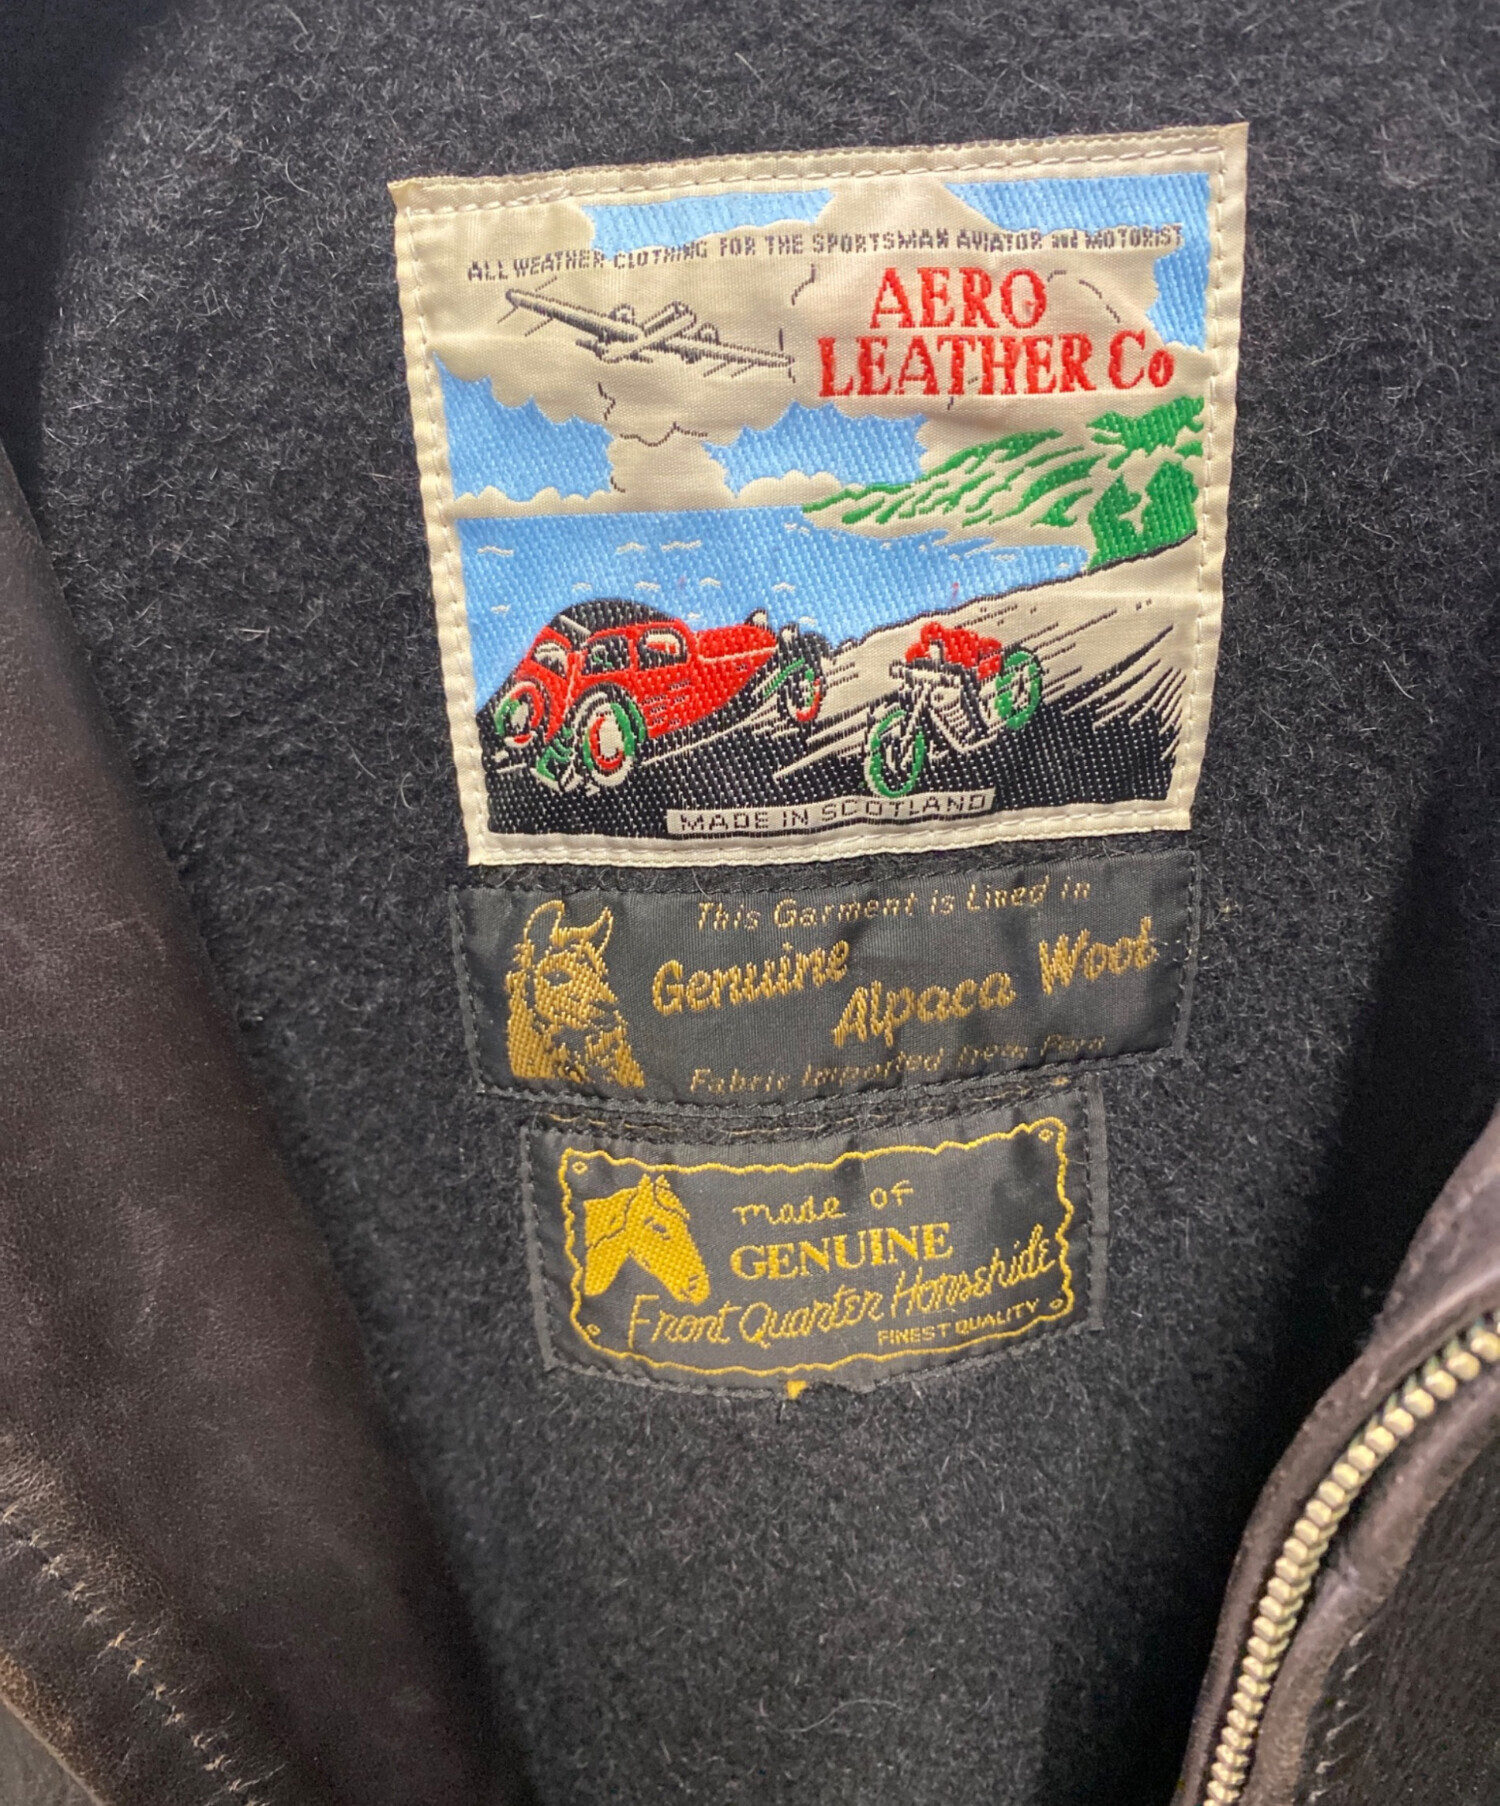 ALL WEATHER CLOTHING FOR THE SPORTSMAN AVIATOR and MOTORIST
AERO
LEATHER Co
MADE IN SCOTLAND
This Garment is Lined in
Genuine
Alpaca Wool
Fabric Imported from Peru
made of
GENUINE
Front Quarter Horsehide
FINEST QUALITY